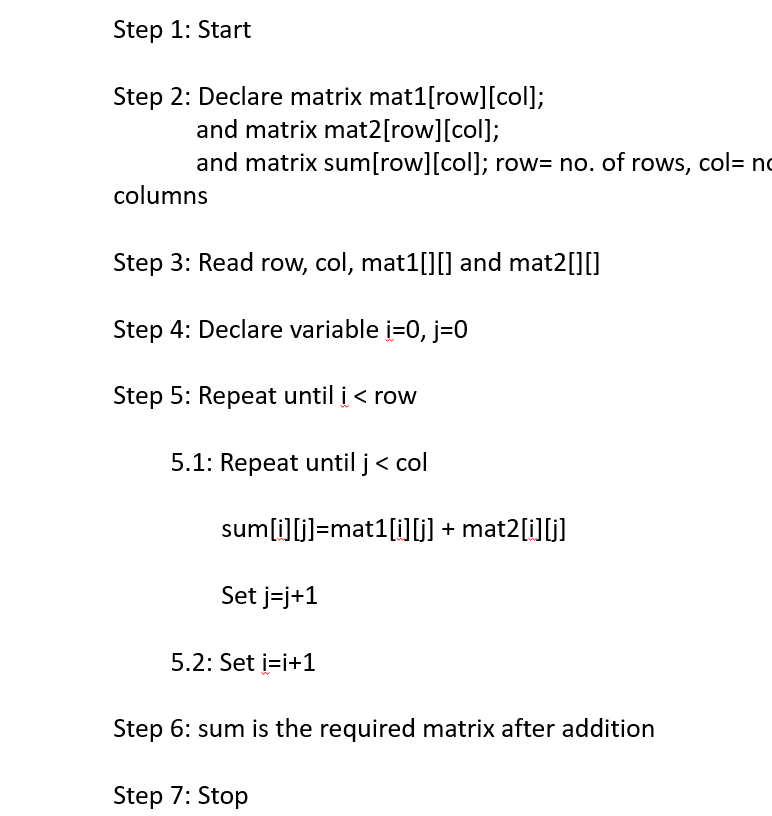 Step 1: Start
Step 2: Declare matrix mat1[row][col];
and matrix mat2[row][col];
and matrix sum[row][col]; row= no. of rows, col=
columns
Step 3: Read row, col, mat1[][] and mat2[][]
Step 4: Declare variable i=0, j=0
Step 5: Repeat until i < row
5.1: Repeat until j < col
sum[i][j]=mat1[i][j] + mat2[i][j]
Set j=j+1
5.2: Set i=i+1
Step 6: sum is the required matrix after addition
Step 7: Stop